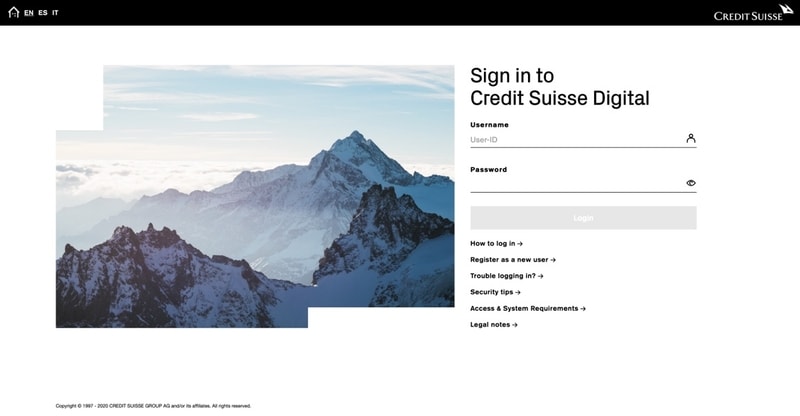 EN ES IT
CREDIT SUISSE
Sign in to
Credit Suisse Digital
Username
User-ID
Password
Login
How to log in →
Register as a new user →
Trouble logging in? →
Security tips →
Access & System Requirements →
Legal notes →
Copyright © 1997 - 2020 CREDIT SUISSE GROUP AG and/or its affiliates. All rights reserved.